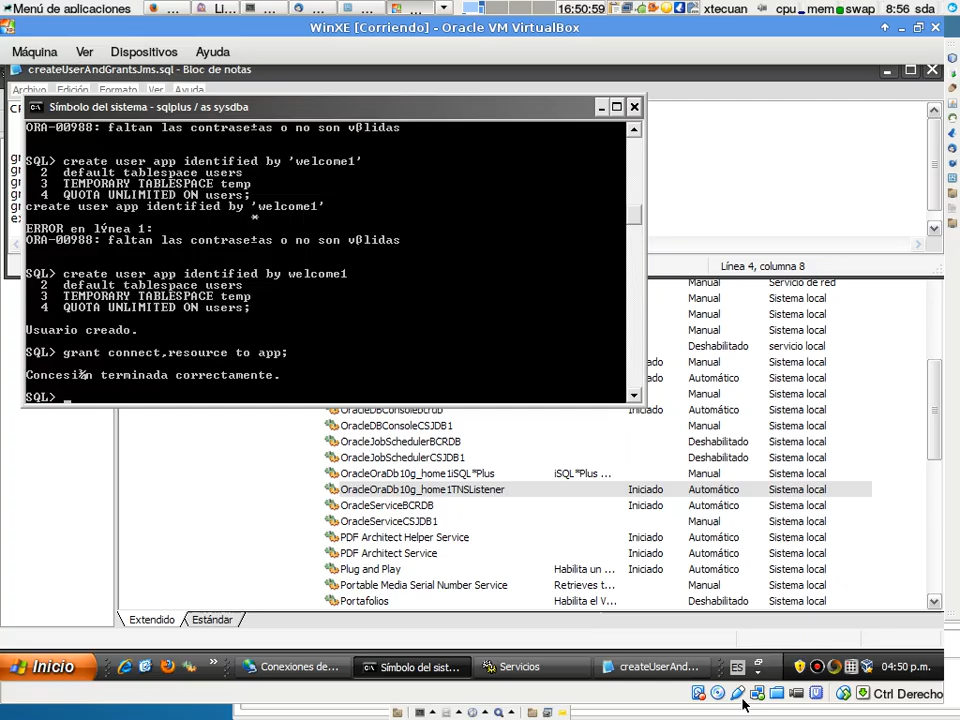 Menú de aplicaciones
...
Li...
...
...
...
16:50:59
xtecuan
cpu
mem
swap
8:56 sda
WinXE [Corriendo] - Oracle VM VirtualBox
Máquina Ver Dispositivos Ayuda
createUserAndGrantsJms.sql - Bloc de notas
Archivo Edición Formato Ver Ayuda
Símbolo del sistema - sqlplus / as sysdba
ORA-00988: faltan las contrase±as o no son vßlidas
SQL> create user app identified by 'welcome1'
2 default tablespace users
3 TEMPORARY TABLESPACE temp
4 QUOTA UNLIMITED ON users;
create user app identified by 'welcome1'
*
ERROR en lýnea 1:
ORA-00988: faltan las contrase±as o no son vßlidas
SQL> create user app identified by welcome1
2 default tablespace users
3 TEMPORARY TABLESPACE temp
4 QUOTA UNLIMITED ON users;
Usuario creado.
SQL> grant connect,resource to app;
Concesi¾n terminada correctamente.
SQL> _
Línea 4, columna 8
Manual Servicio de red
Manual Sistema local
Manual Sistema local
Manual Sistema local
Deshabilitado servicio local
Manual Sistema local
Automático Sistema local
Manual Sistema local
OracleDBConsolebcrdb Iniciado Automático Sistema local
OracleDBConsoleCSJDB1 Manual Sistema local
OracleJobSchedulerBCRDB Deshabilitado Sistema local
OracleJobSchedulerCSJDB1 Deshabilitado Sistema local
OracleOraDb10g_home1iSQL*Plus iSQL*Plus ... Manual Sistema local
OracleOraDb10g_home1TNSListener Iniciado Automático Sistema local
OracleServiceBCRDB Iniciado Automático Sistema local
OracleServiceCSJDB1 Manual Sistema local
PDF Architect Helper Service Iniciado Automático Sistema local
PDF Architect Service Iniciado Automático Sistema local
Plug and Play Habilita un ... Iniciado Automático Sistema local
Portable Media Serial Number Service Retrieves t... Manual Sistema local
Portafolios Habilita el V... Deshabilitado Sistema local
Extendido Estándar
Inicio
Conexiones de...
Símbolo del sist...
Servicios
createUserAnd...
ES
04:50 p.m.
Ctrl Derecho